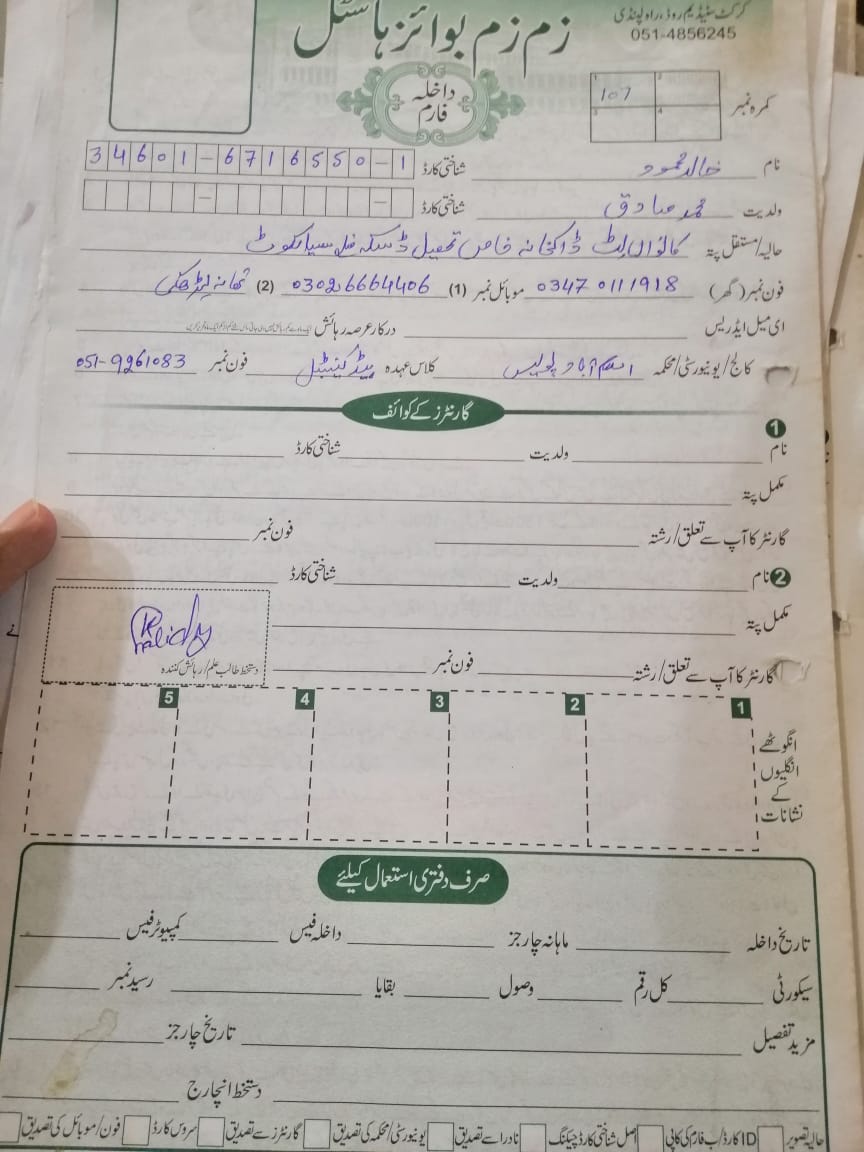 کرکٹ سٹیڈیم روڈ، راولپنڈی
051-4856245
زم زم بوائز ہاسٹل
داخلہ فارم
کمرہ نمبر 1 107 2 3 4
نام خالد محمود شناختی کارڈ 34601-6716550-1
ولدیت محمد صادق شناختی کارڈ
حالیہ/مستقل پتہ ڈاکخانہ خاص تحصیل ڈسکہ ضلع سیالکوٹ
فون نمبر (گھر) 0347 0111918 موبائل نمبر (1) 03026664406 (2) تھانہ
ای میل ایڈریس درکار عرصہ رہائش
کالج/یونیورسٹی/محکمہ اسلام آباد پولیس کلاس عہدہ ہیڈ کنسٹیبل فون نمبر 051-9261083
گارنٹرز کے کوائف
1 نام ولدیت شناختی کارڈ
مکمل پتہ
گارنٹر کا آپ سے تعلق/رشتہ فون نمبر
2 نام ولدیت شناختی کارڈ
مکمل پتہ
گارنٹر کا آپ سے تعلق/رشتہ فون نمبر
دستخط طالب علم/رہائش کنندہ
انگوٹھے انگلیوں کے نشانات 1 2 3 4 5
صرف دفتری استعمال کیلئے
تاریخ داخلہ ماہانہ چارجز داخلہ فیس کمپیوٹر فیس
سیکورٹی کل رقم وصول بقایا رسید نمبر
مزید تفصیل تاریخ چارجز
دستخط انچارج
حالیہ تصویر ID کارڈ/ب فارم کی کاپی اصل شناختی کارڈ چیکنگ نادرا سے تصدیق یونیورسٹی/محکمہ کی تصدیق گارنٹرز سے تصدیق سروس کارڈ فون/موبائل کی تصدیق